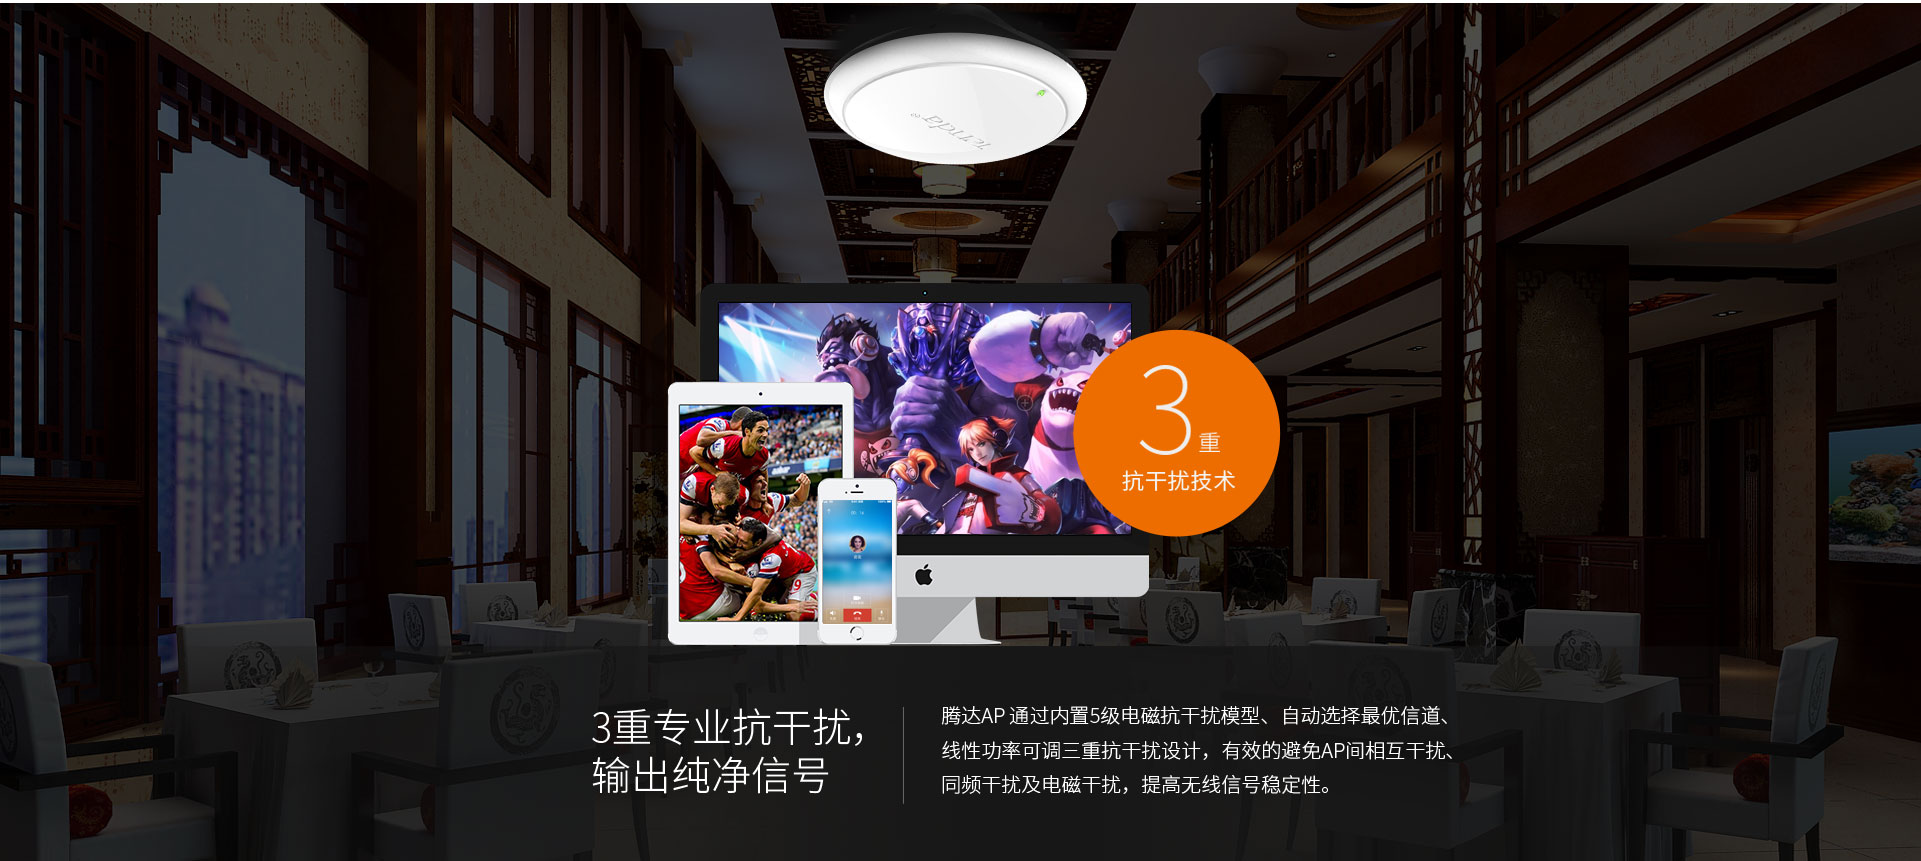 Tenda
3重
抗干扰技术
3重专业抗干扰，
输出纯净信号
腾达AP 通过内置5级电磁抗干扰模型、自动选择最优信道、
线性功率可调三重抗干扰设计，有效的避免AP间相互干扰、
同频干扰及电磁干扰，提高无线信号稳定性。